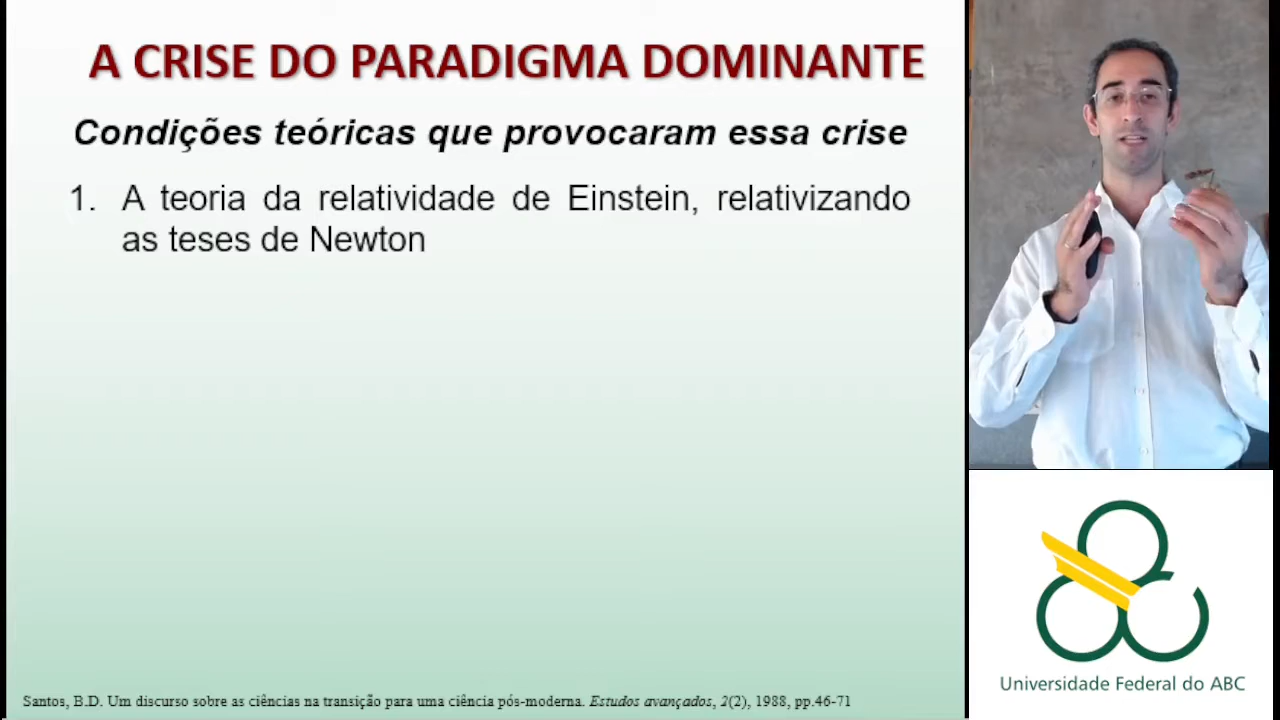 A CRISE DO PARADIGMA DOMINANTE
Condições teóricas que provocaram essa crise
1. A teoria da relatividade de Einstein, relativizando
as teses de Newton
Santos, B.D. Um discurso sobre as ciências na transição para uma ciência pós-moderna. Estudos avançados, 2(2), 1988, pp.46-71
Universidade Federal do ABC